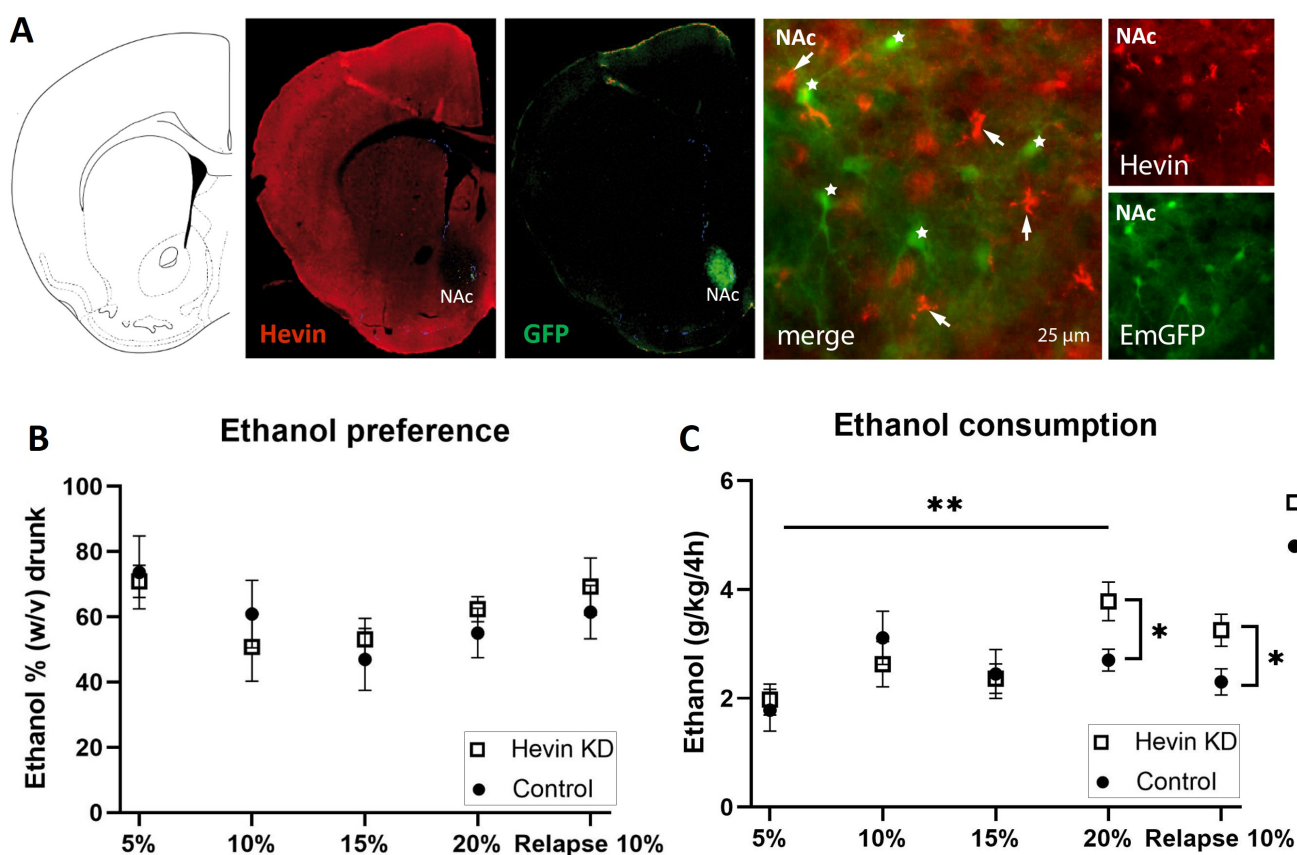 A
Hevin
NAc
GFP
NAc
NAc
merge
25 µm
NAc
Hevin
NAc
EmGFP
B
Ethanol preference
Ethanol % (w/v) drunk
100
80
60
40
20
0
5%
10%
15%
20%
Relapse 10%
Hevin KD
Control
C
Ethanol consumption
Ethanol (g/kg/4h)
6
4
2
0
**
*
*
5%
10%
15%
20%
Relapse 10%
Hevin KD
Control